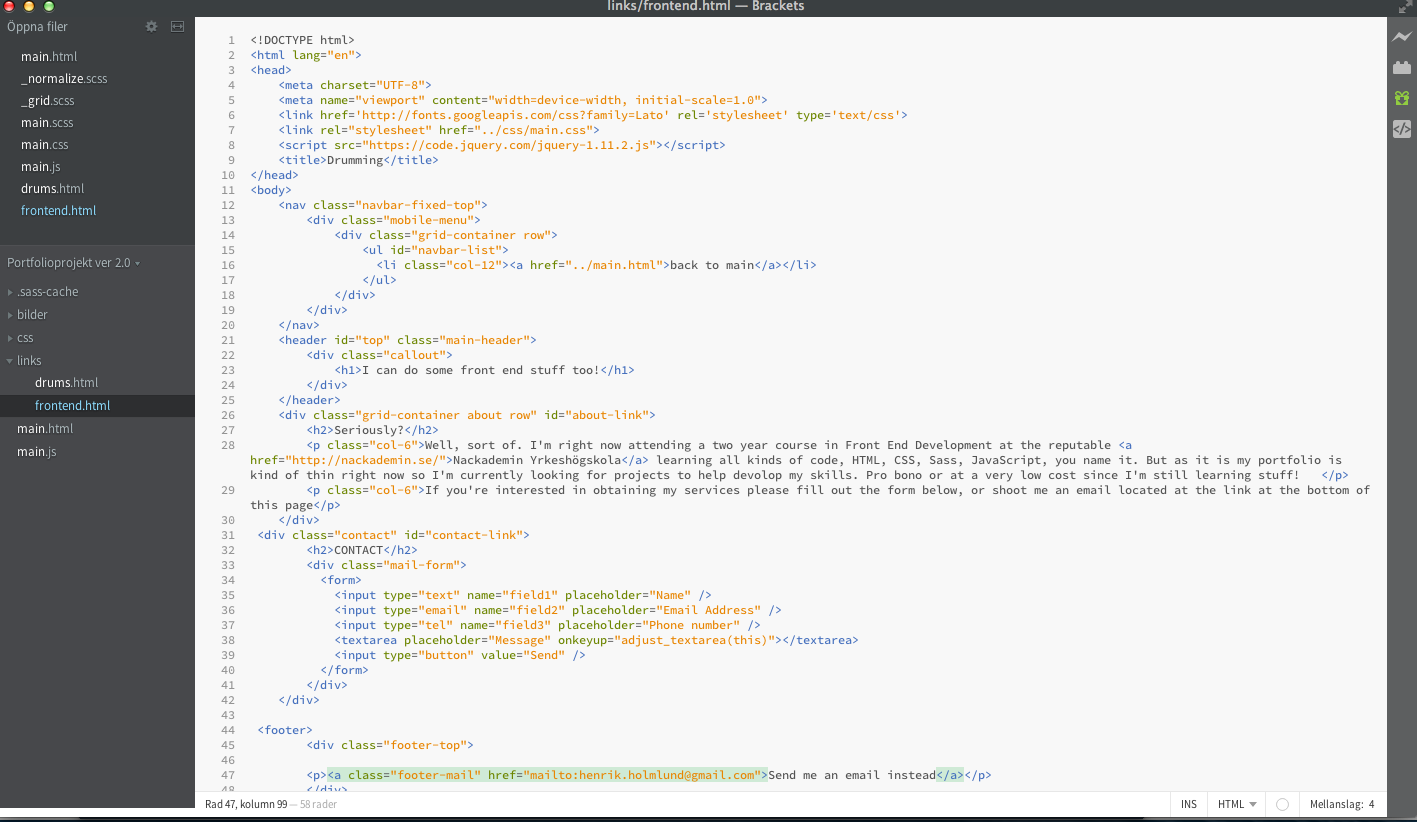 links/frontend.html — Brackets
Öppna filer
main.html
_normalize.scss
_grid.scss
main.scss
main.css
main.js
drums.html
frontend.html
Portfolioprojekt ver 2.0
.sass-cache
bilder
css
links
drums.html
frontend.html
main.html
main.js
1 <!DOCTYPE html>
2 <html lang="en">
3 <head>
4 <meta charset="UTF-8">
5 <meta name="viewport" content="width=device-width, initial-scale=1.0">
6 <link href='http://fonts.googleapis.com/css?family=Lato' rel='stylesheet' type='text/css'>
7 <link rel="stylesheet" href="../css/main.css">
8 <script src="https://code.jquery.com/jquery-1.11.2.js"></script>
9 <title>Drumming</title>
10 </head>
11 <body>
12 <nav class="navbar-fixed-top">
13 <div class="mobile-menu">
14 <div class="grid-container row">
15 <ul id="navbar-list">
16 <li class="col-12"><a href="../main.html">back to main</a></li>
17 </ul>
18 </div>
19 </div>
20 </nav>
21 <header id="top" class="main-header">
22 <div class="callout">
23 <h1>I can do some front end stuff too!</h1>
24 </div>
25 </header>
26 <div class="grid-container about row" id="about-link">
27 <h2>Seriously?</h2>
28 <p class="col-6">Well, sort of. I'm right now attending a two year course in Front End Development at the reputable <a
href="http://nackademin.se/">Nackademin Yrkeshögskola</a> learning all kinds of code, HTML, CSS, Sass, JavaScript, you name it. But as it is my portfolio is
kind of thin right now so I'm currently looking for projects to help devolop my skills. Pro bono or at a very low cost since I'm still learning stuff! </p>
29 <p class="col-6">If you're interested in obtaining my services please fill out the form below, or shoot me an email located at the link at the bottom of
this page</p>
30 </div>
31 <div class="contact" id="contact-link">
32 <h2>CONTACT</h2>
33 <div class="mail-form">
34 <form>
35 <input type="text" name="field1" placeholder="Name" />
36 <input type="email" name="field2" placeholder="Email Address" />
37 <input type="tel" name="field3" placeholder="Phone number" />
38 <textarea placeholder="Message" onkeyup="adjust_textarea(this)"></textarea>
39 <input type="button" value="Send" />
40 </form>
41 </div>
42 </div>
43
44 <footer>
45 <div class="footer-top">
46
47 <p><a class="footer-mail" href="mailto:henrik.holmlund@gmail.com">Send me an email instead</a></p>
48 </div>
Rad 47, kolumn 99 — 58 rader
INS
HTML
Mellanslag: 4